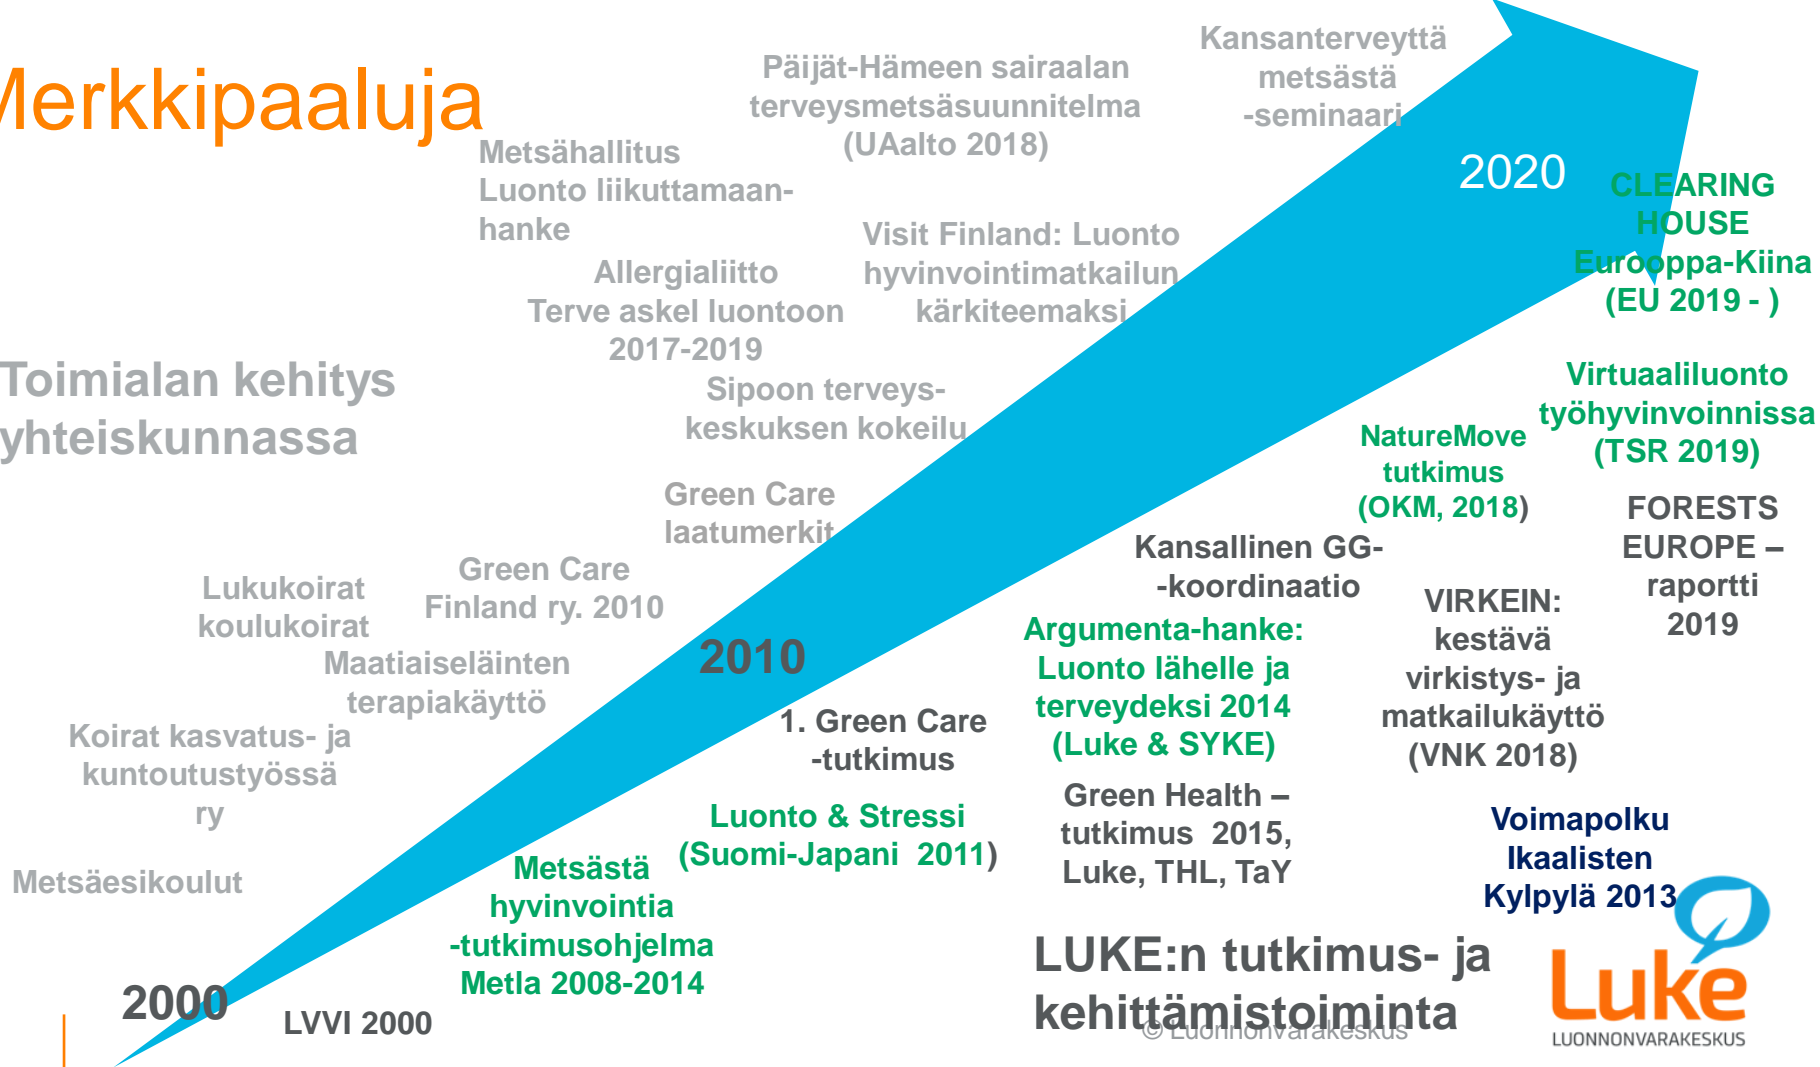 Merkkipaaluja
Kansanterveyttä
metsästä
-seminaari
Päijät-Hämeen sairaalan
terveysmetsäsuunnitelma
(UAalto 2018)
Metsähallitus
Luonto liikuttamaan-
hanke
Visit Finland: Luonto
hyvinvointimatkailun
kärkiteemaksi
Allergialiitto
Terve askel luontoon
2017-2019
Toimialan kehitys
yhteiskunnassa
Sipoon terveys-
keskuksen kokeilu
Green Care
laatumerkit
Green Care
Finland ry. 2010
Lukukoirat
koulukoirat
Maatiaiseläinten
terapiakäyttö
Koirat kasvatus- ja
kuntoutustyössä
ry
Metsäesikoulut
2000
2010
2020
LVVI 2000
Metsästä
hyvinvointia
-tutkimusohjelma
Metla 2008-2014
Luonto & Stressi
(Suomi-Japani 2011)
1. Green Care
-tutkimus
Kansallinen GG-
-koordinaatio
Argumenta-hanke:
Luonto lähelle ja
terveydeksi 2014
(Luke & SYKE)
Green Health –
tutkimus 2015,
Luke, THL, TaY
NatureMove
tutkimus
(OKM, 2018)
VIRKEIN:
kestävä
virkistys- ja
matkailukäyttö
(VNK 2018)
CLEARING
HOUSE
Eurooppa-Kiina
(EU 2019 - )
Virtuaaliluonto
työhyvinvoinnissa
(TSR 2019)
FORESTS
EUROPE –
raportti
2019
Voimapolku
Ikaalisten
Kylpylä 2013
LUKE:n tutkimus- ja
kehittämistoiminta
© Luonnonvarakeskus
Luke
LUONNONVARAKESKUS